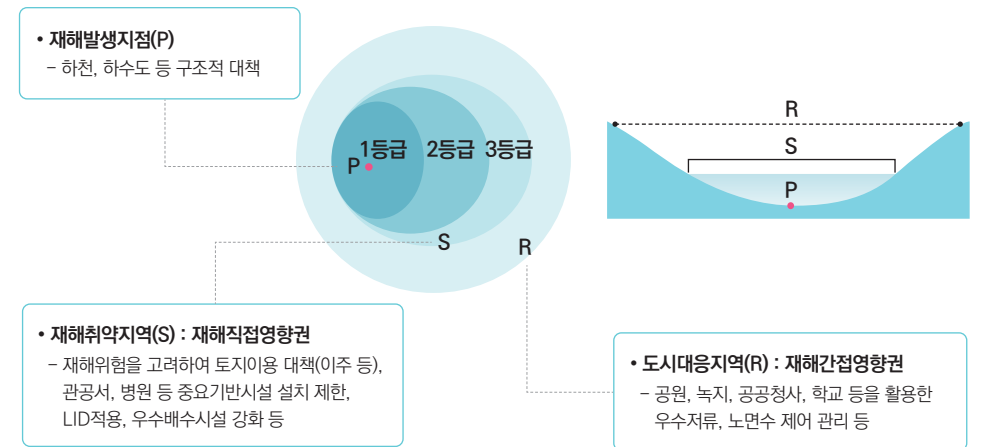 • 재해발생지점(P)
– 하천, 하수도 등 구조적 대책
1등급 2등급 3등급
P
S
R
R
S
P
• 재해취약지역(S) : 재해직접영향권
– 재해위험을 고려하여 토지이용 대책(이주 등),
관공서, 병원 등 중요기반시설 설치 제한,
LID적용, 우수배수시설 강화 등
• 도시대응지역(R) : 재해간접영향권
– 공원, 녹지, 공공청사, 학교 등을 활용한
우수저류, 노면수 제어 관리 등